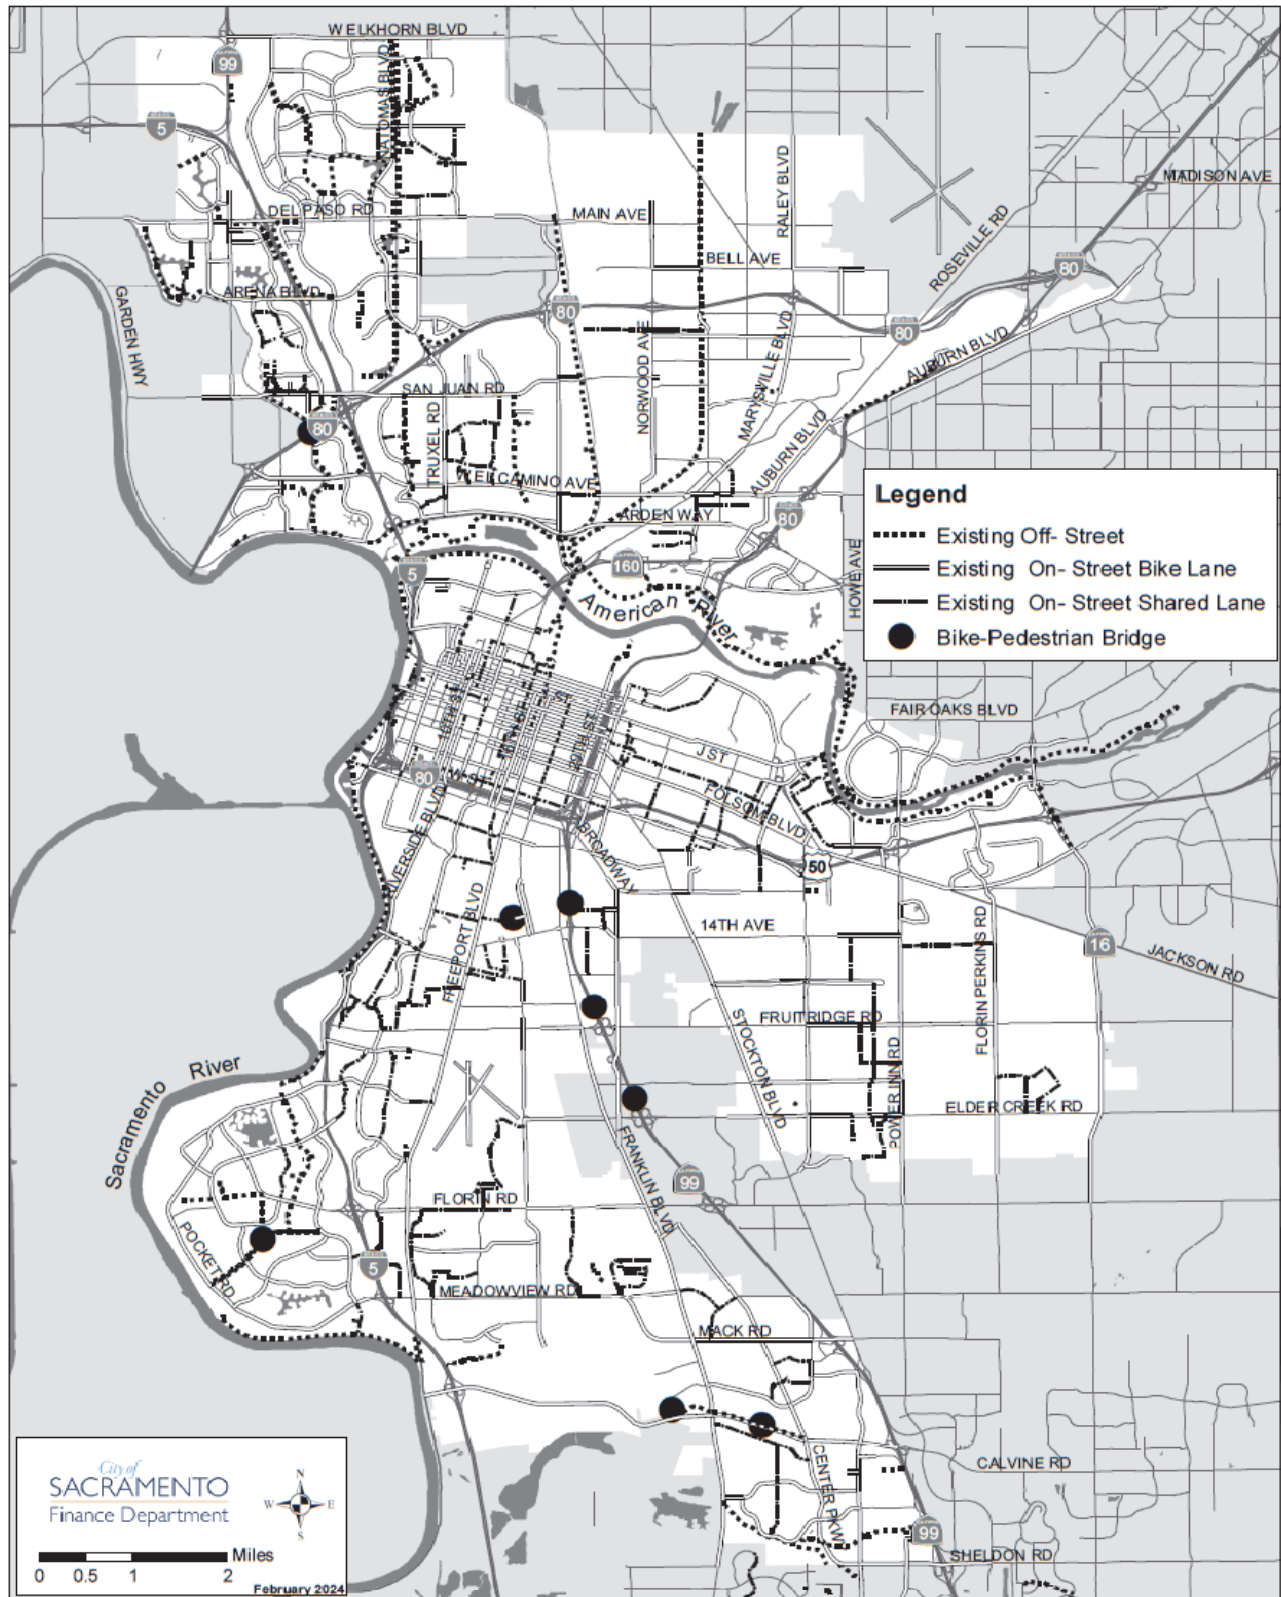 WELKHORN BLVD
99
NATOMAS BLVD
5
MADISON AVE
RALEY BLVD
DEL PASO RD
MAIN AVE
ROSEVILLE RD
BELL AVE
80
GARDEN HWY
ARENA BLVD
80
NORWOOD AVE
MARYSVILLE BLVD
80
AUBURN BLVD
SAN JUAN RD
TRUXEL RD
80
AUBURN BLVD
W EL CAMINO AVE
ARDEN WAY
80
Legend
Existing Off- Street
Existing On- Street Bike Lane
Existing On- Street Shared Lane
Bike-Pedestrian Bridge
HOWE AVE
160
5
American River
FAIR OAKS BLVD
J ST
80
W ST
FOLSOM BLVD
RIVERSIDE BLVD
BROADWAY
50
FREEPORT BLVD
14TH AVE
FLORIN PERKINS RD
16
JACKSON RD
FRUITRIDGE RD
STOCKTON BLVD
POWER INN RD
Sacramento River
ELDER CREEK RD
FRANKLIN BLVD
99
FLORIN RD
POCKET RD
5
MEADOWVIEW RD
MACK RD
CENTER PKWY
CALVINE RD
99
SHELDON RD
City of
SACRAMENTO
Finance Department
N
W E
S
Miles
0 0.5 1 2
February 2024